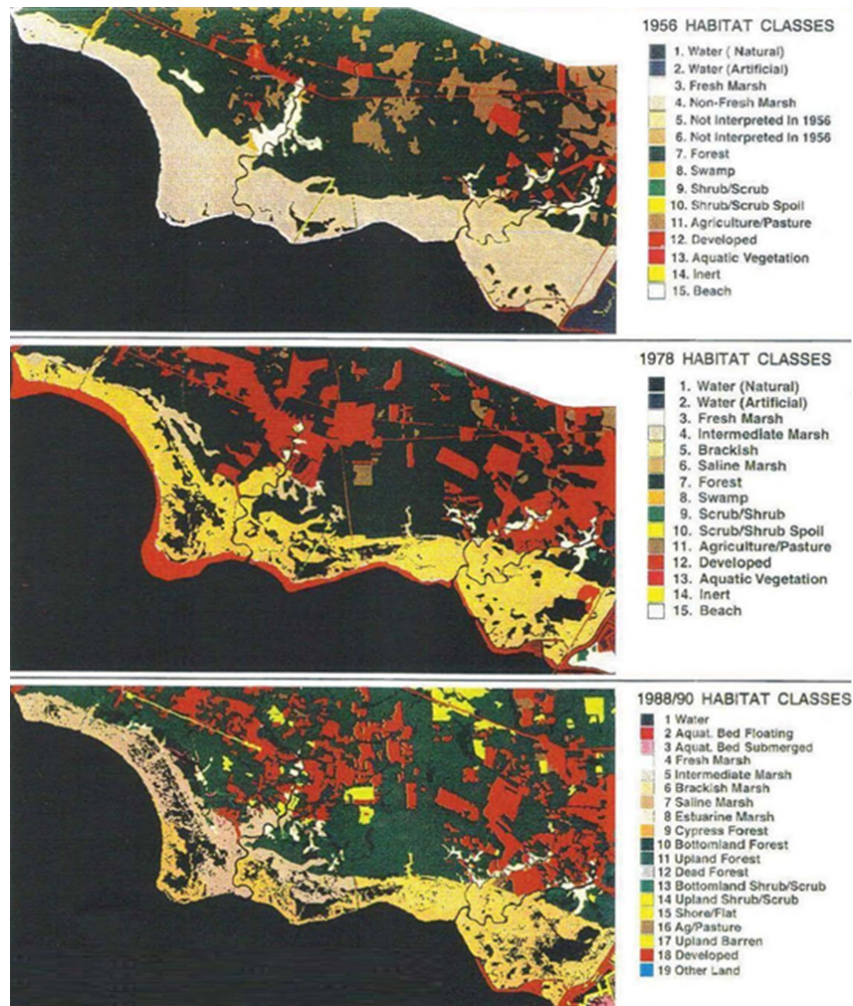 1956 HABITAT CLASSES
1. Water ( Natural)
2. Water (Artificial)
3. Fresh Marsh
4. Non-Fresh Marsh
5. Not Interpreted In 1956
6. Not Interpreted In 1956
7. Forest
8. Swamp
9. Shrub/Scrub
10. Shrub/Scrub Spoil
11. Agriculture/Pasture
12. Developed
13. Aquatic Vegetation
14. Inert
15. Beach
1978 HABITAT CLASSES
1. Water (Natural)
2. Water (Artificial)
3. Fresh Marsh
4. Intermediate Marsh
5. Brackish
6. Saline Marsh
7. Forest
8. Swamp
9. Scrub/Shrub
10. Scrub/Shrub Spoil
11. Agriculture/Pasture
12. Developed
13. Aquatic Vegetation
14. Inert
15. Beach
1988/90 HABITAT CLASSES
1 Water
2 Aquat. Bed Floating
3 Aquat. Bed Submerged
4 Fresh Marsh
5 Intermediate Marsh
6 Brackish Marsh
7 Saline Marsh
8 Estuarine Marsh
9 Cypress Forest
10 Bottomland Forest
11 Upland Forest
12 Dead Forest
13 Bottomland Shrub/Scrub
14 Upland Shrub/Scrub
15 Shore/Flat
16 Ag/Pasture
17 Upland Barren
18 Developed
19 Other Land